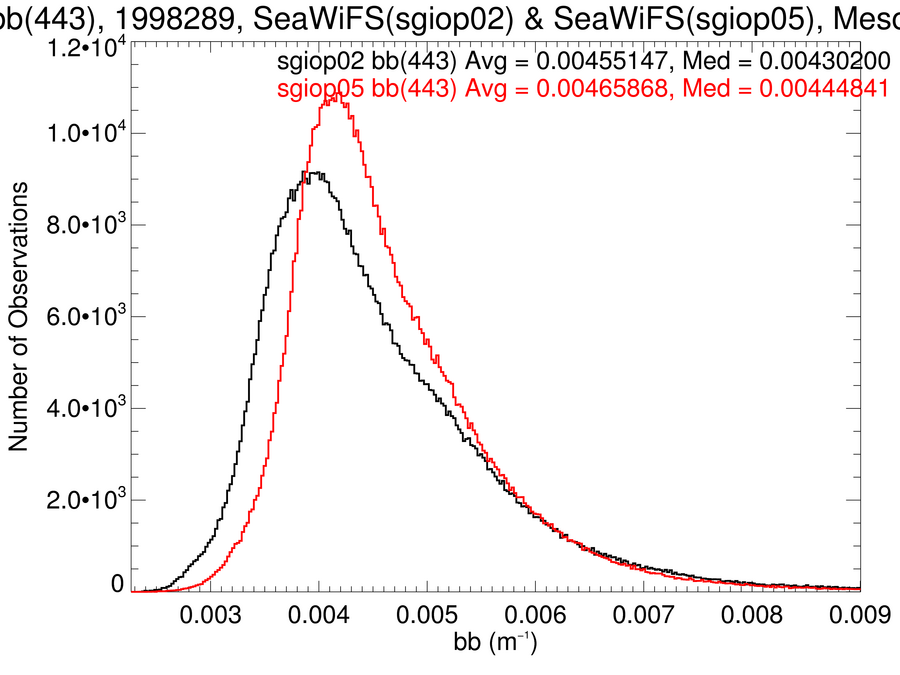 bb(443), 1998289, SeaWiFS(sgiop02) & SeaWiFS(sgiop05), Meso
sgiop02 bb(443) Avg = 0.00455147, Med = 0.00430200
sgiop05 bb(443) Avg = 0.00465868, Med = 0.00444841
1.2•10⁴
1.0•10⁴
8.0•10³
6.0•10³
4.0•10³
2.0•10³
0
Number of Observations
0.003 0.004 0.005 0.006 0.007 0.008 0.009
bb (m⁻¹)